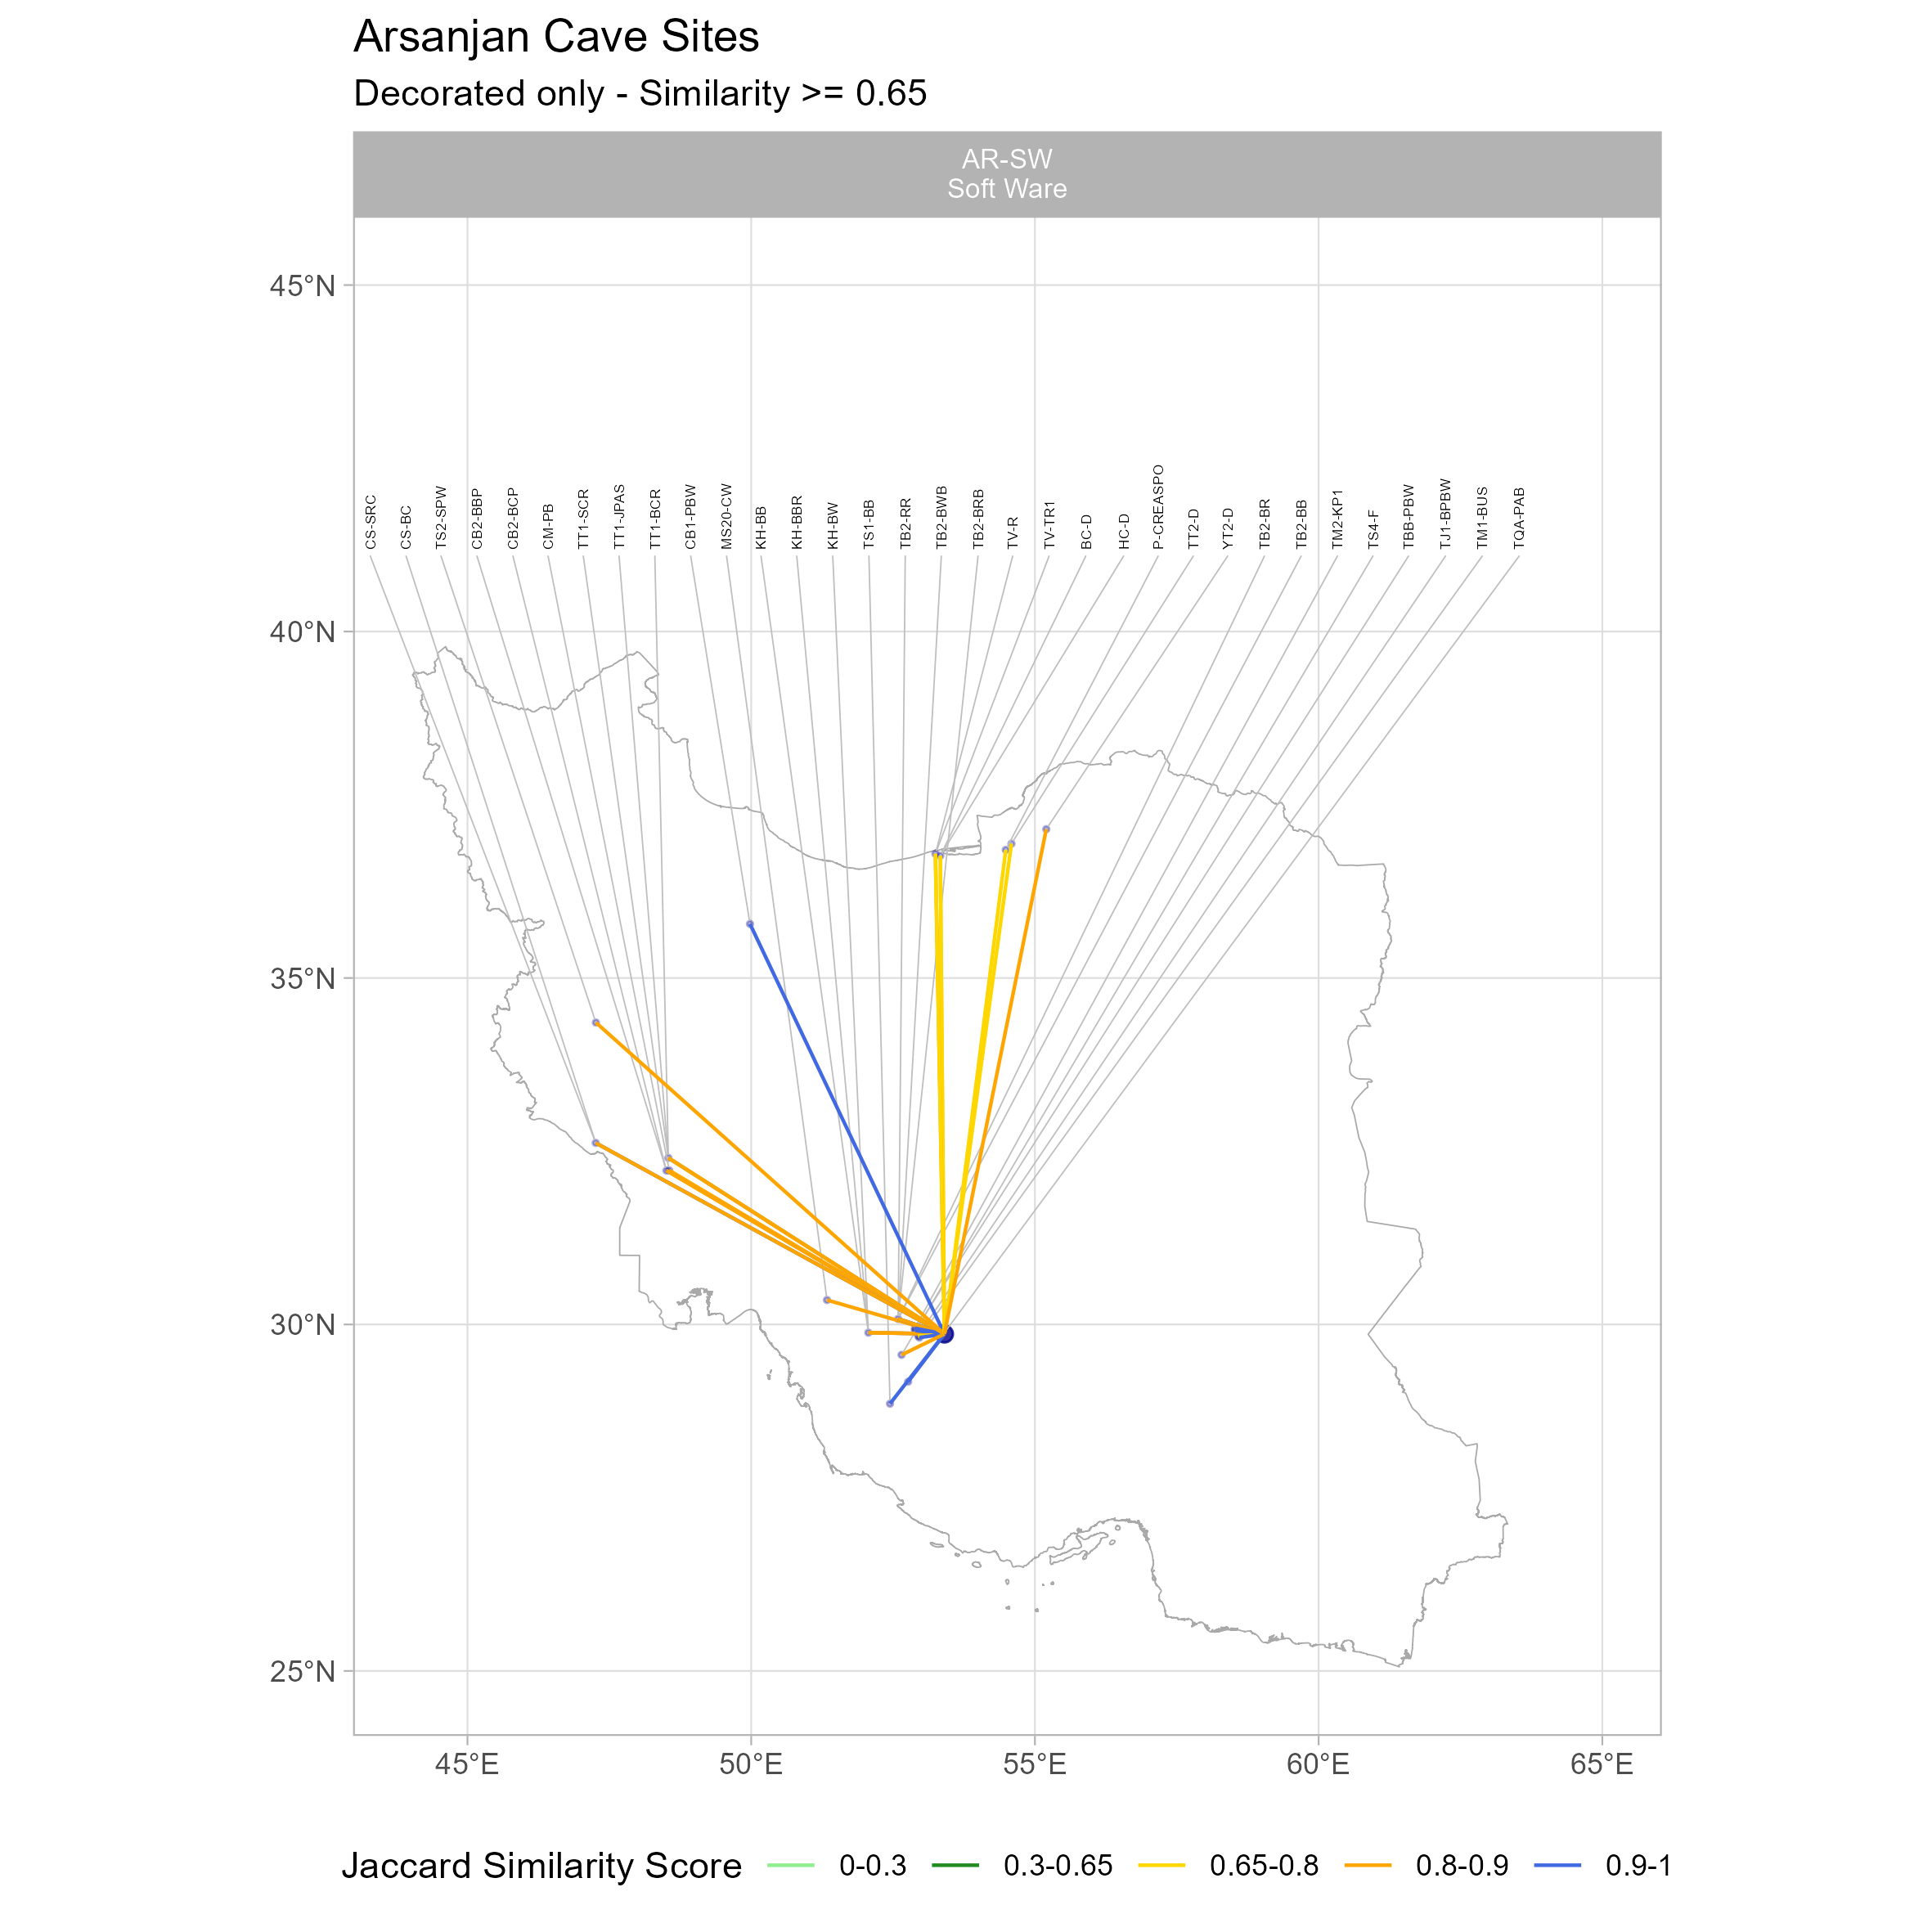 Arsanjan Cave Sites
Decorated only - Similarity >= 0.65
AR-SW
Soft Ware
45°N
40°N
35°N
30°N
25°N
CS-SRC
CS-BC
TS2-SPW
CB2-BBP
CB2-BCP
CM-PB
TT1-SCR
TT1-JPAS
TT1-BCR
CB1-PBW
MS20-CW
KH-BB
KH-BBR
KH-BW
TS1-BB
TB2-RR
TB2-BWB
TB2-BRB
TV-R
TV-TR1
BC-D
HC-D
P-CREASPO
TT2-D
YT2-D
TB2-BR
TB2-BB
TM2-KP1
TS4-F
TBB-PBW
TJ1-BPBW
TM1-BUS
TQA-PAB
45°E 50°E 55°E 60°E 65°E
Jaccard Similarity Score 0-0.3 0.3-0.65 0.65-0.8 0.8-0.9 0.9-1